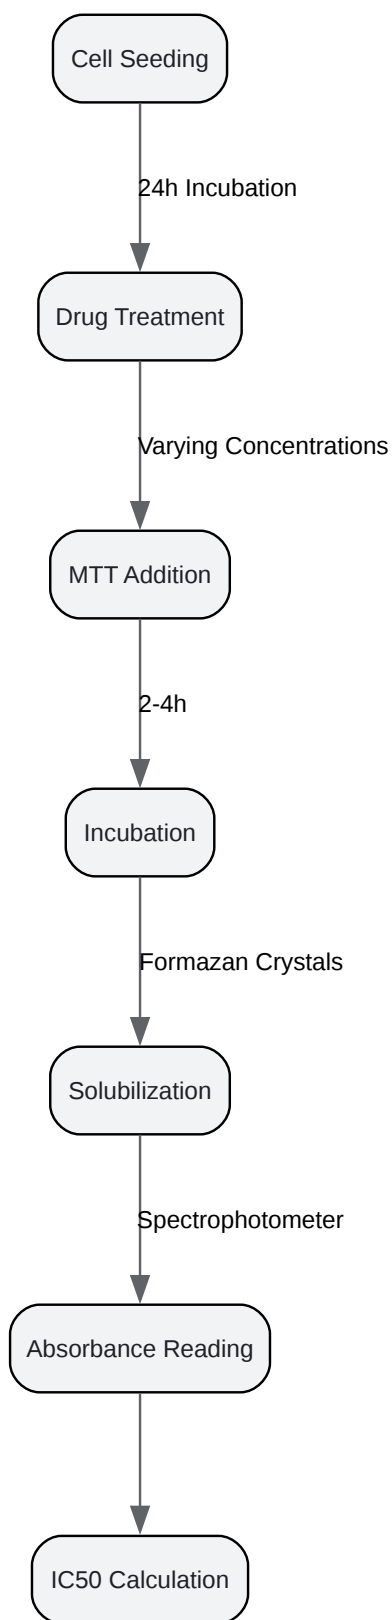 Cell Seeding
24h Incubation
Drug Treatment
Varying Concentrations
MTT Addition
2-4h
Incubation
Formazan Crystals
Solubilization
Spectrophotometer
Absorbance Reading
IC50 Calculation